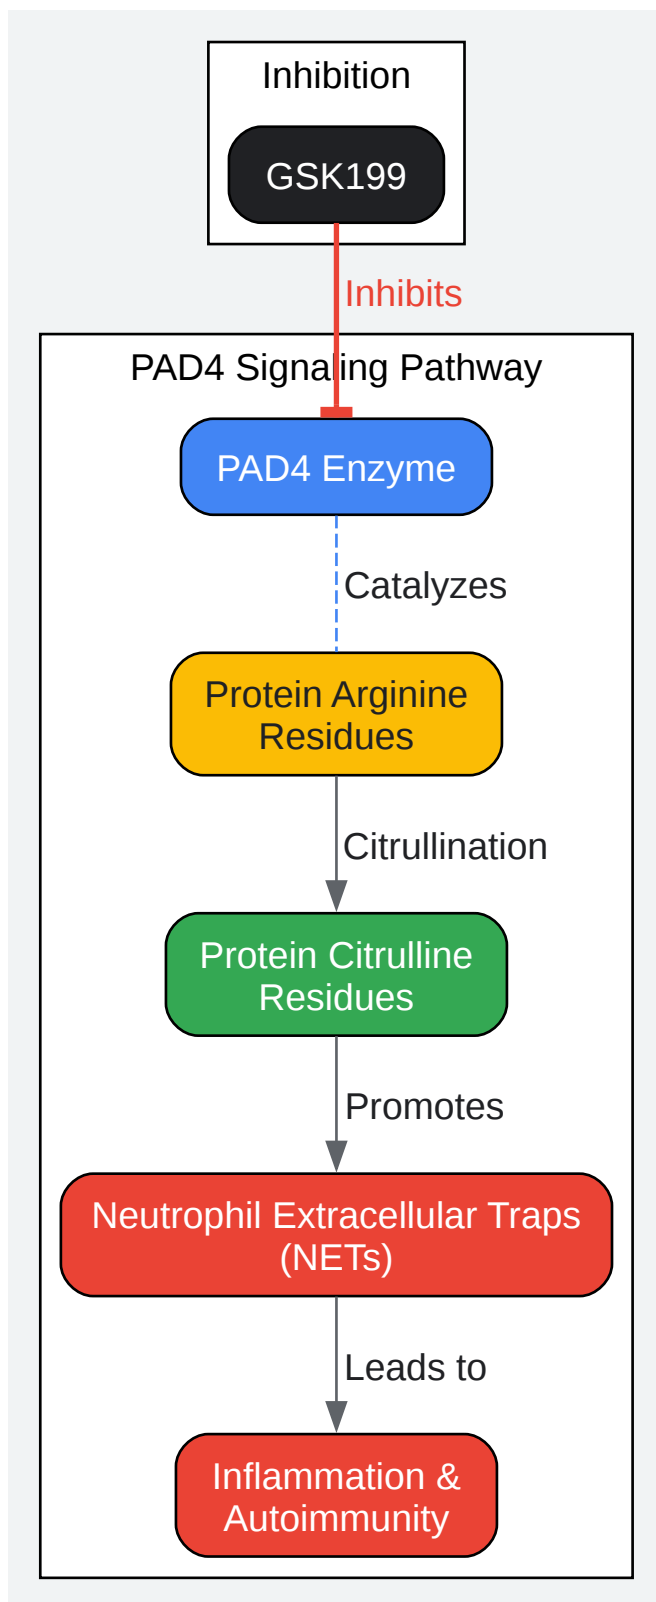 Inhibition
GSK199
Inhibits
PAD4 Signaling Pathway
PAD4 Enzyme
Catalyzes
Protein Arginine
Residues
Citrullination
Protein Citrulline
Residues
Promotes
Neutrophil Extracellular Traps
(NETs)
Leads to
Inflammation &
Autoimmunity